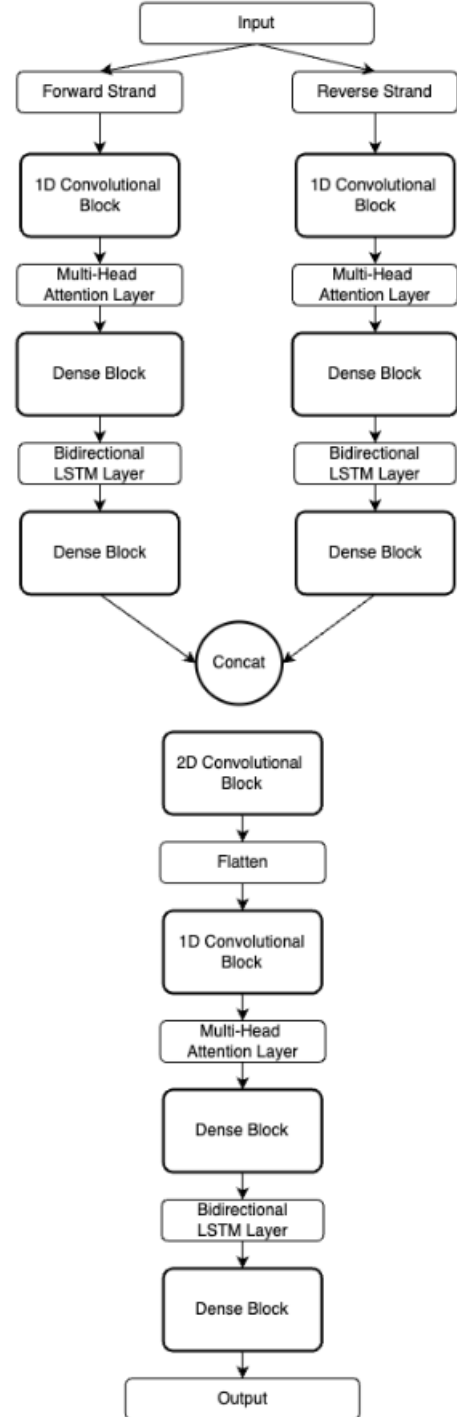 Input
Forward Strand
Reverse Strand
1D Convolutional
Block
1D Convolutional
Block
Multi-Head
Attention Layer
Multi-Head
Attention Layer
Dense Block
Dense Block
Bidirectional
LSTM Layer
Bidirectional
LSTM Layer
Dense Block
Dense Block
Concat
2D Convolutional
Block
Flatten
1D Convolutional
Block
Multi-Head
Attention Layer
Dense Block
Bidirectional
LSTM Layer
Dense Block
Output